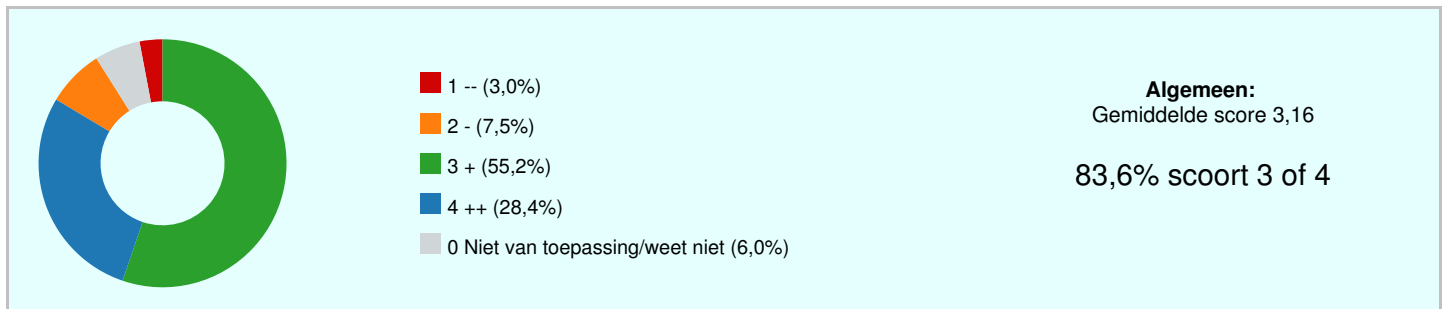 1 -- (3,0%)
2 - (7,5%)
3 + (55,2%)
4 ++ (28,4%)
0 Niet van toepassing/weet niet (6,0%)
Algemeen:
Gemiddelde score 3,16
83,6% scoort 3 of 4